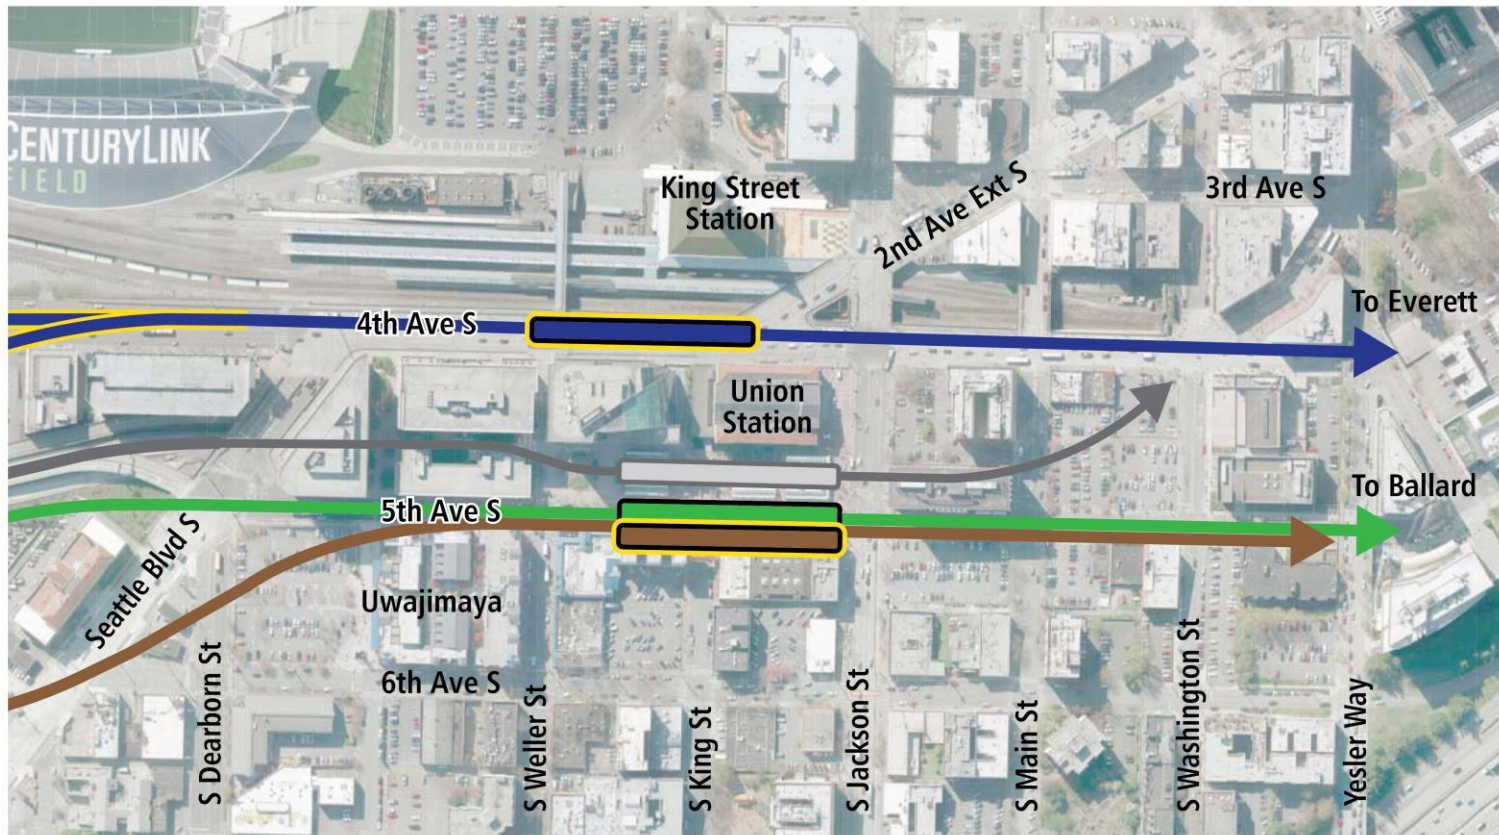 CENTURYLINK
FIELD
King Street
Station
2nd Ave Ext S
3rd Ave S
To Everett
4th Ave S
Union
Station
To Ballard
5th Ave S
Seattle Blvd S
Uwajimaya
6th Ave S
S Dearborn St
S Weller St
S King St
S Jackson St
S Main St
S Washington St
Yesler Way